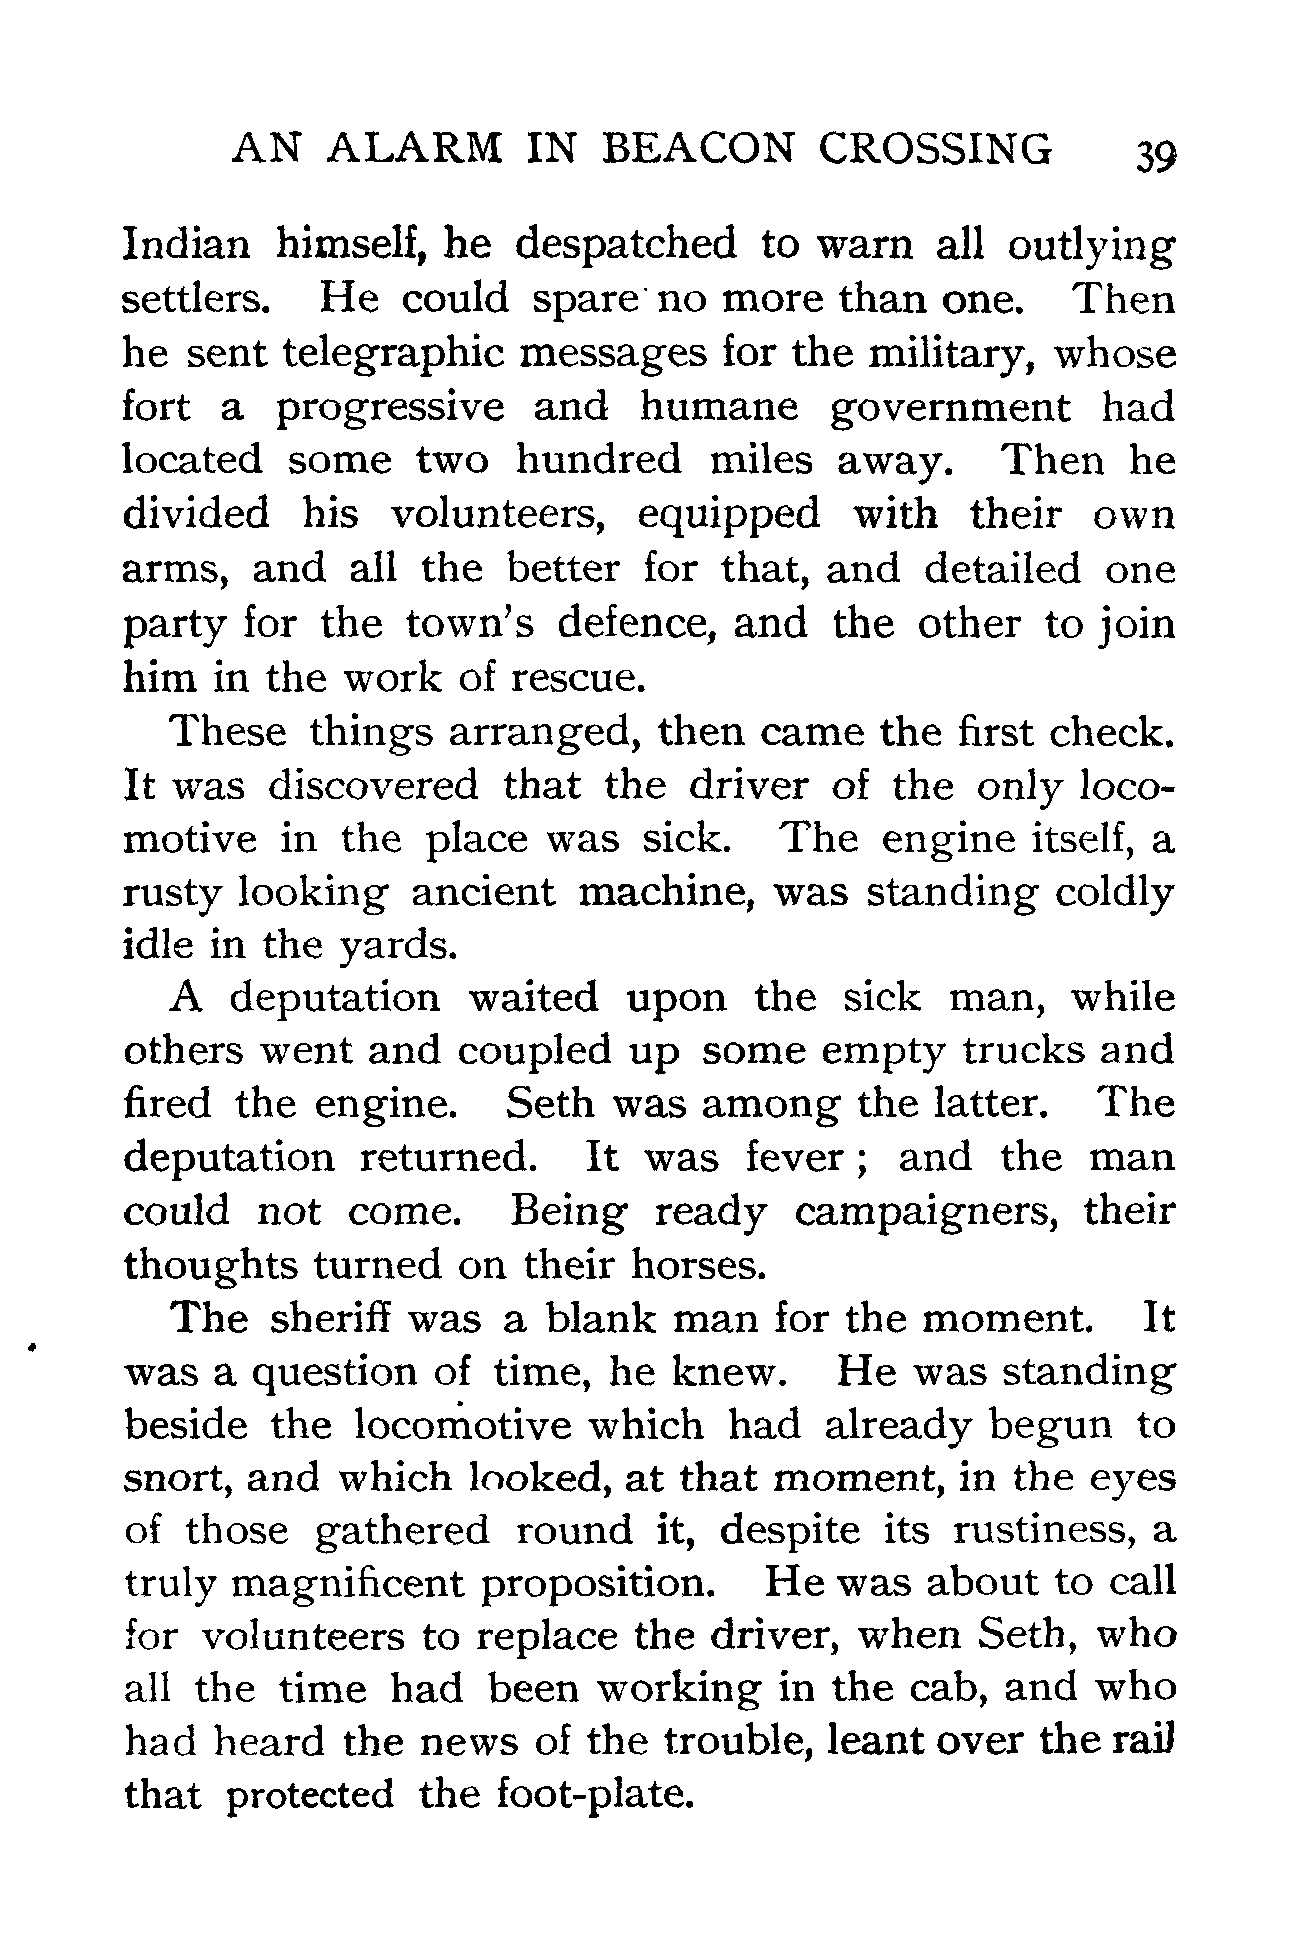 AN ALARM IN BEACON CROSSING 39
Indian himself, he despatched to warn all outlying
settlers. He could spare no more than one. Then
he sent telegraphic messages for the military, whose
fort a progressive and humane government had
located some two hundred miles away. Then he
divided his volunteers, equipped with their own
arms, and all the better for that, and detailed one
party for the town's defence, and the other to join
him in the work of rescue.
These things arranged, then came the first check.
It was discovered that the driver of the only loco-
motive in the place was sick. The engine itself, a
rusty looking ancient machine, was standing coldly
idle in the yards.
A deputation waited upon the sick man, while
others went and coupled up some empty trucks and
fired the engine. Seth was among the latter. The
deputation returned. It was fever ; and the man
could not come. Being ready campaigners, their
thoughts turned on their horses.
The sheriff was a blank man for the moment. It
was a question of time, he knew. He was standing
beside the locomotive which had already begun to
snort, and which looked, at that moment, in the eyes
of those gathered round it, despite its rustiness, a
truly magnificent proposition. He was about to call
for volunteers to replace the driver, when Seth, who
all the time had been working in the cab, and who
had heard the news of the trouble, leant over the rail
that protected the foot-plate.